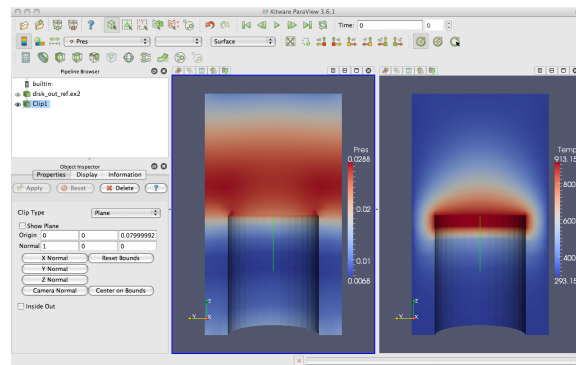 Kitware ParaView 3.6.1
Time: 0
0
Pres
Surface
Pipeline Browser
builtin:
disk_out_ref.ex2
Clip1
Object Inspector
Properties Display Information
Apply Reset Delete ?
Clip Type Plane
Show Plane
Origin 0 0 0.07999992
Normal 1 0 0
X Normal Reset Bounds
Y Normal
Z Normal
Camera Normal Center on Bounds
Inside Out
Pres
0.0288
0.02
0.01
0.0068
Z
Y X
Temp
913.15
800
600
400
293.15
Z
Y X